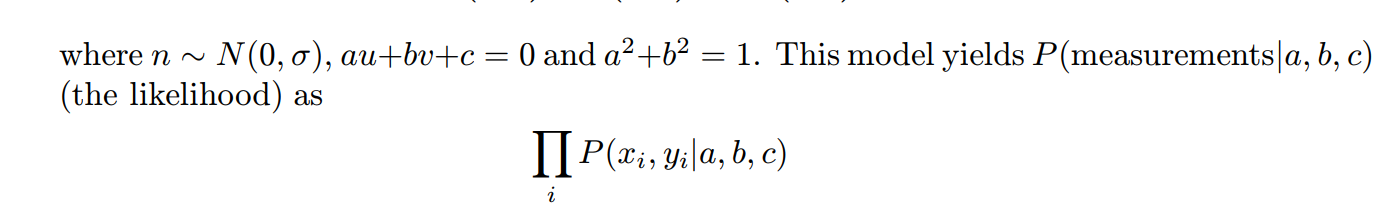 where n ∼ N(0, σ), au+bv+c = 0 and a²+b² = 1. This model yields P(measurements|a, b, c)
(the likelihood) as
∏ᵢ P(xᵢ, yᵢ|a, b, c)